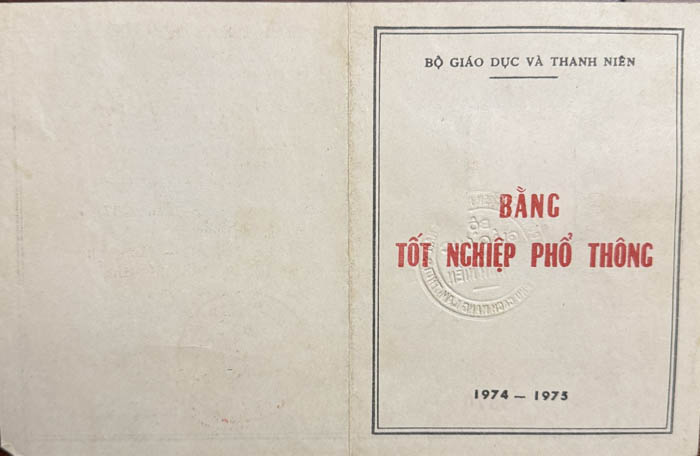 BỘ GIÁO DỤC VÀ THANH NIÊN
BẰNG
TỐT NGHIỆP PHỔ THÔNG
1974 — 1975